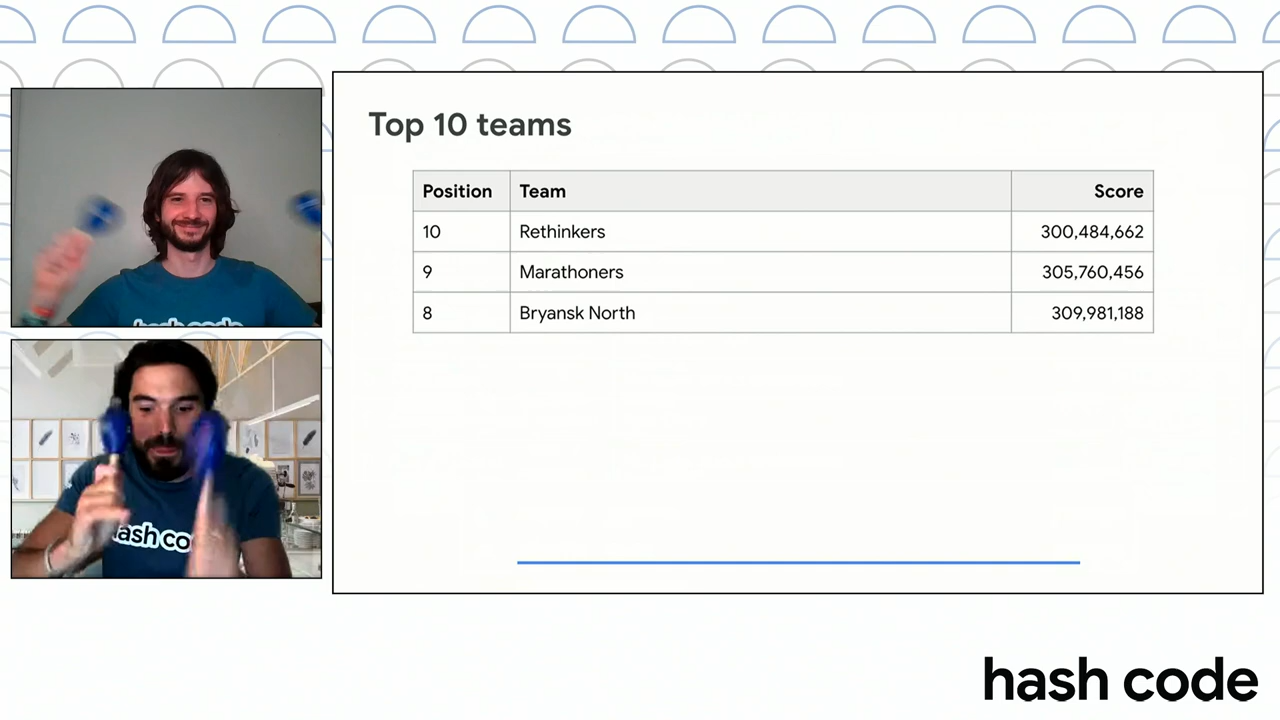 Top 10 teams
Position Team Score
10 Rethinkers 300,484,662
9 Marathoners 305,760,456
8 Bryansk North 309,981,188
hash code
hash co
hash code